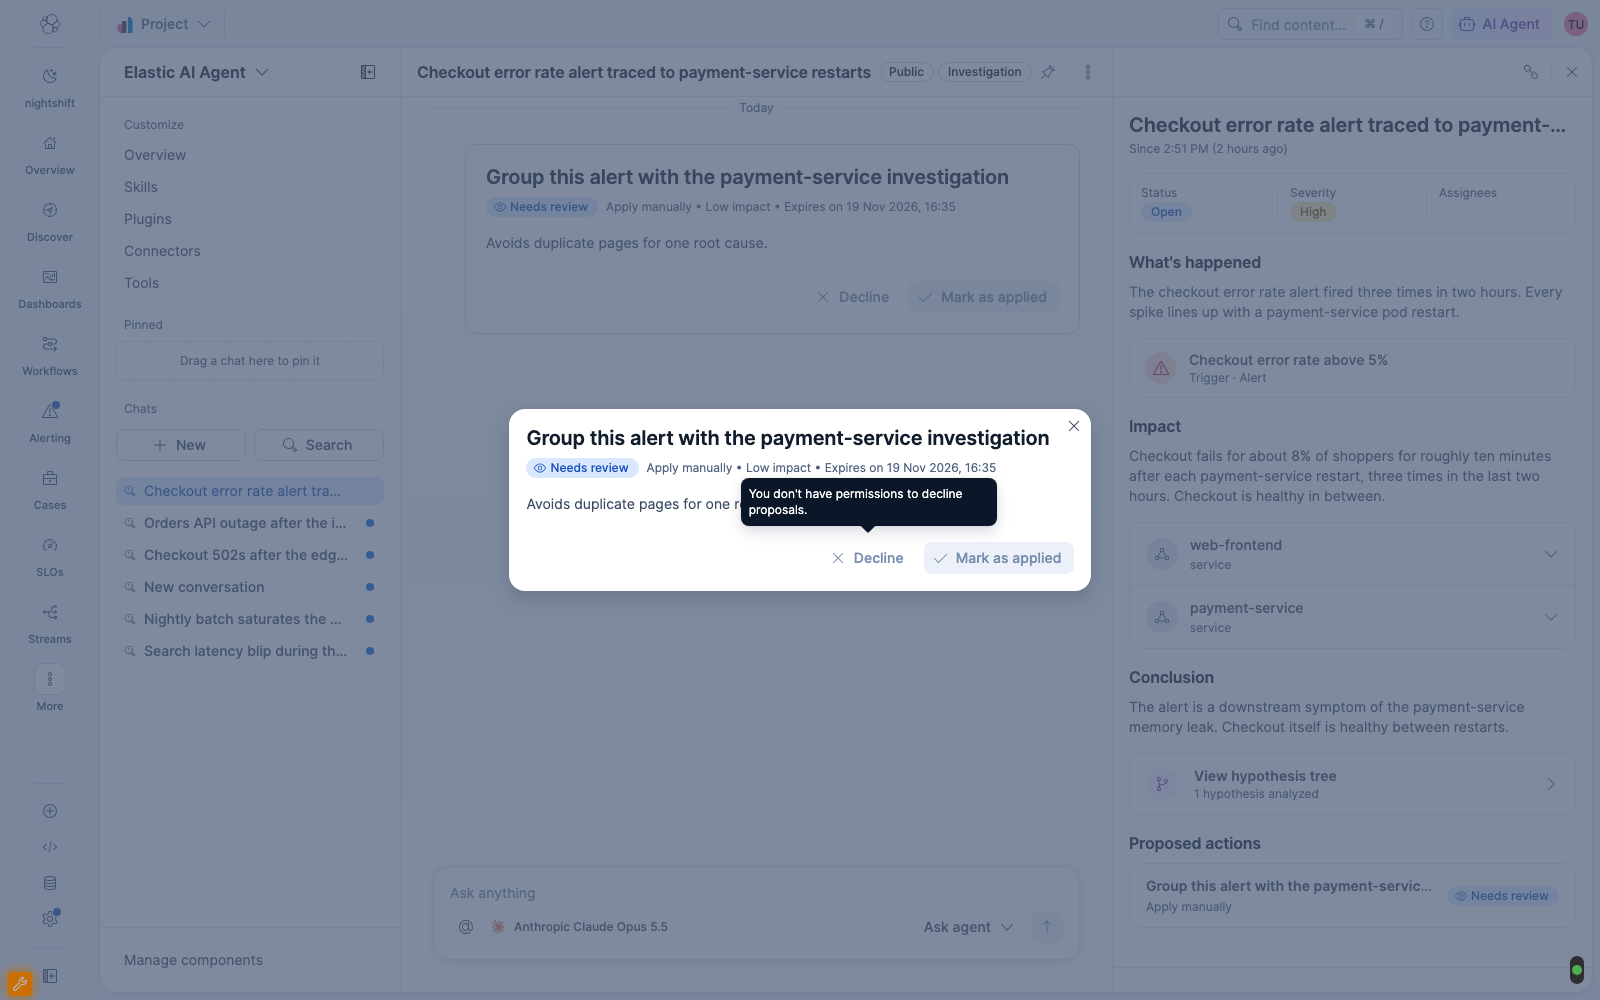 Project
Find content...
⌘ /
AI Agent
TU
nightshift
Overview
Discover
Dashboards
Workflows
Alerting
Cases
SLOs
Streams
More
Elastic AI Agent
Customize
Overview
Skills
Plugins
Connectors
Tools
Pinned
Drag a chat here to pin it
Chats
New
Search
Checkout error rate alert tra...
Orders API outage after the i...
Checkout 502s after the edg...
New conversation
Nightly batch saturates the ...
Search latency blip during th...
Manage components
Checkout error rate alert traced to payment-service restarts
Public
Investigation
Today
Group this alert with the payment-service investigation
Needs review
Apply manually • Low impact • Expires on 19 Nov 2026, 16:35
Avoids duplicate pages for one root cause.
Decline
Mark as applied
Group this alert with the payment-service investigation
Needs review
Apply manually • Low impact • Expires on 19 Nov 2026, 16:35
Avoids duplicate pages for one
You don't have permissions to decline
proposals.
Decline
Mark as applied
Ask anything
@
Anthropic Claude Opus 5.5
Ask agent
Checkout error rate alert traced to payment-...
Since 2:51 PM (2 hours ago)
Status
Open
Severity
High
Assignees
What's happened
The checkout error rate alert fired three times in two hours. Every
spike lines up with a payment-service pod restart.
Checkout error rate above 5%
Trigger · Alert
Impact
Checkout fails for about 8% of shoppers for roughly ten minutes
after each payment-service restart, three times in the last two
hours. Checkout is healthy in between.
web-frontend
service
payment-service
service
Conclusion
The alert is a downstream symptom of the payment-service
memory leak. Checkout itself is healthy between restarts.
View hypothesis tree
1 hypothesis analyzed
Proposed actions
Group this alert with the payment-servic...
Apply manually
Needs review